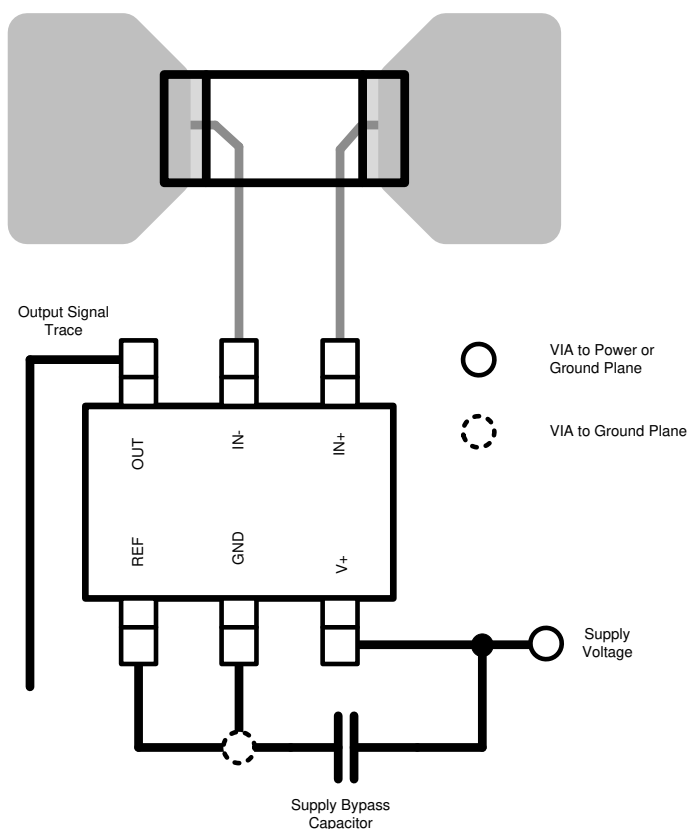 Output Signal
Trace
VIA to Power or
Ground Plane
VIA to Ground Plane
OUT
IN-
IN+
REF
GND
V+
Supply
Voltage
Supply Bypass
Capacitor